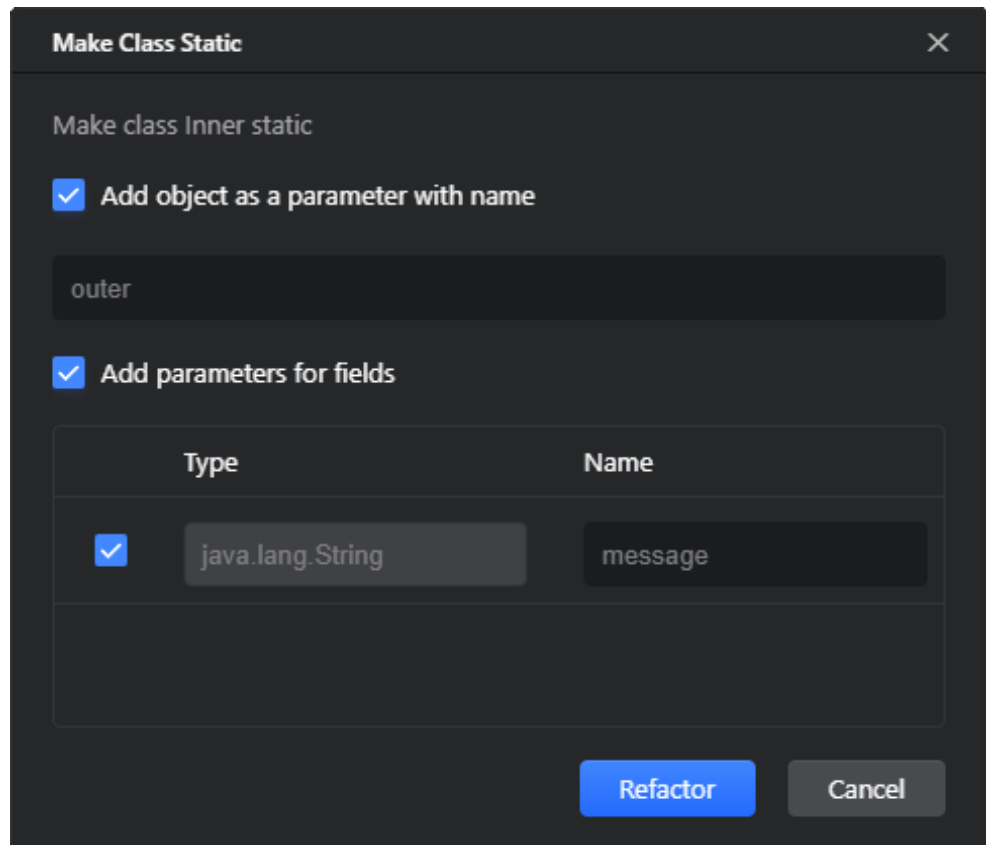 Make Class Static
Make class Inner static
Add object as a parameter with name
outer
Add parameters for fields
Type Name
java.lang.String message
Refactor Cancel